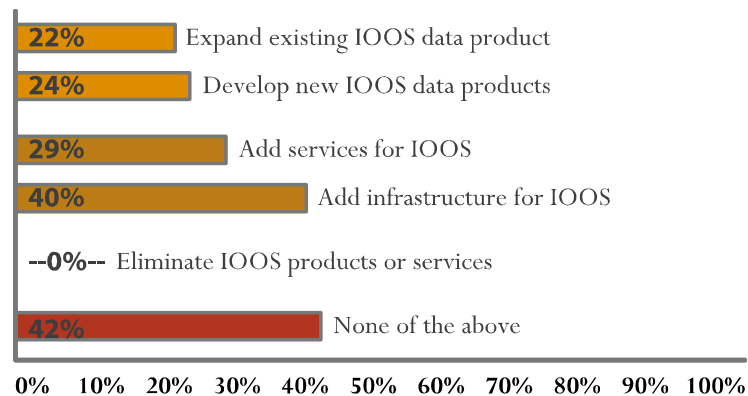 22% Expand existing IOOS data product
24% Develop new IOOS data products
29% Add services for IOOS
40% Add infrastructure for IOOS
--0%-- Eliminate IOOS products or services
42% None of the above
0% 10% 20% 30% 40% 50% 60% 70% 80% 90% 100%